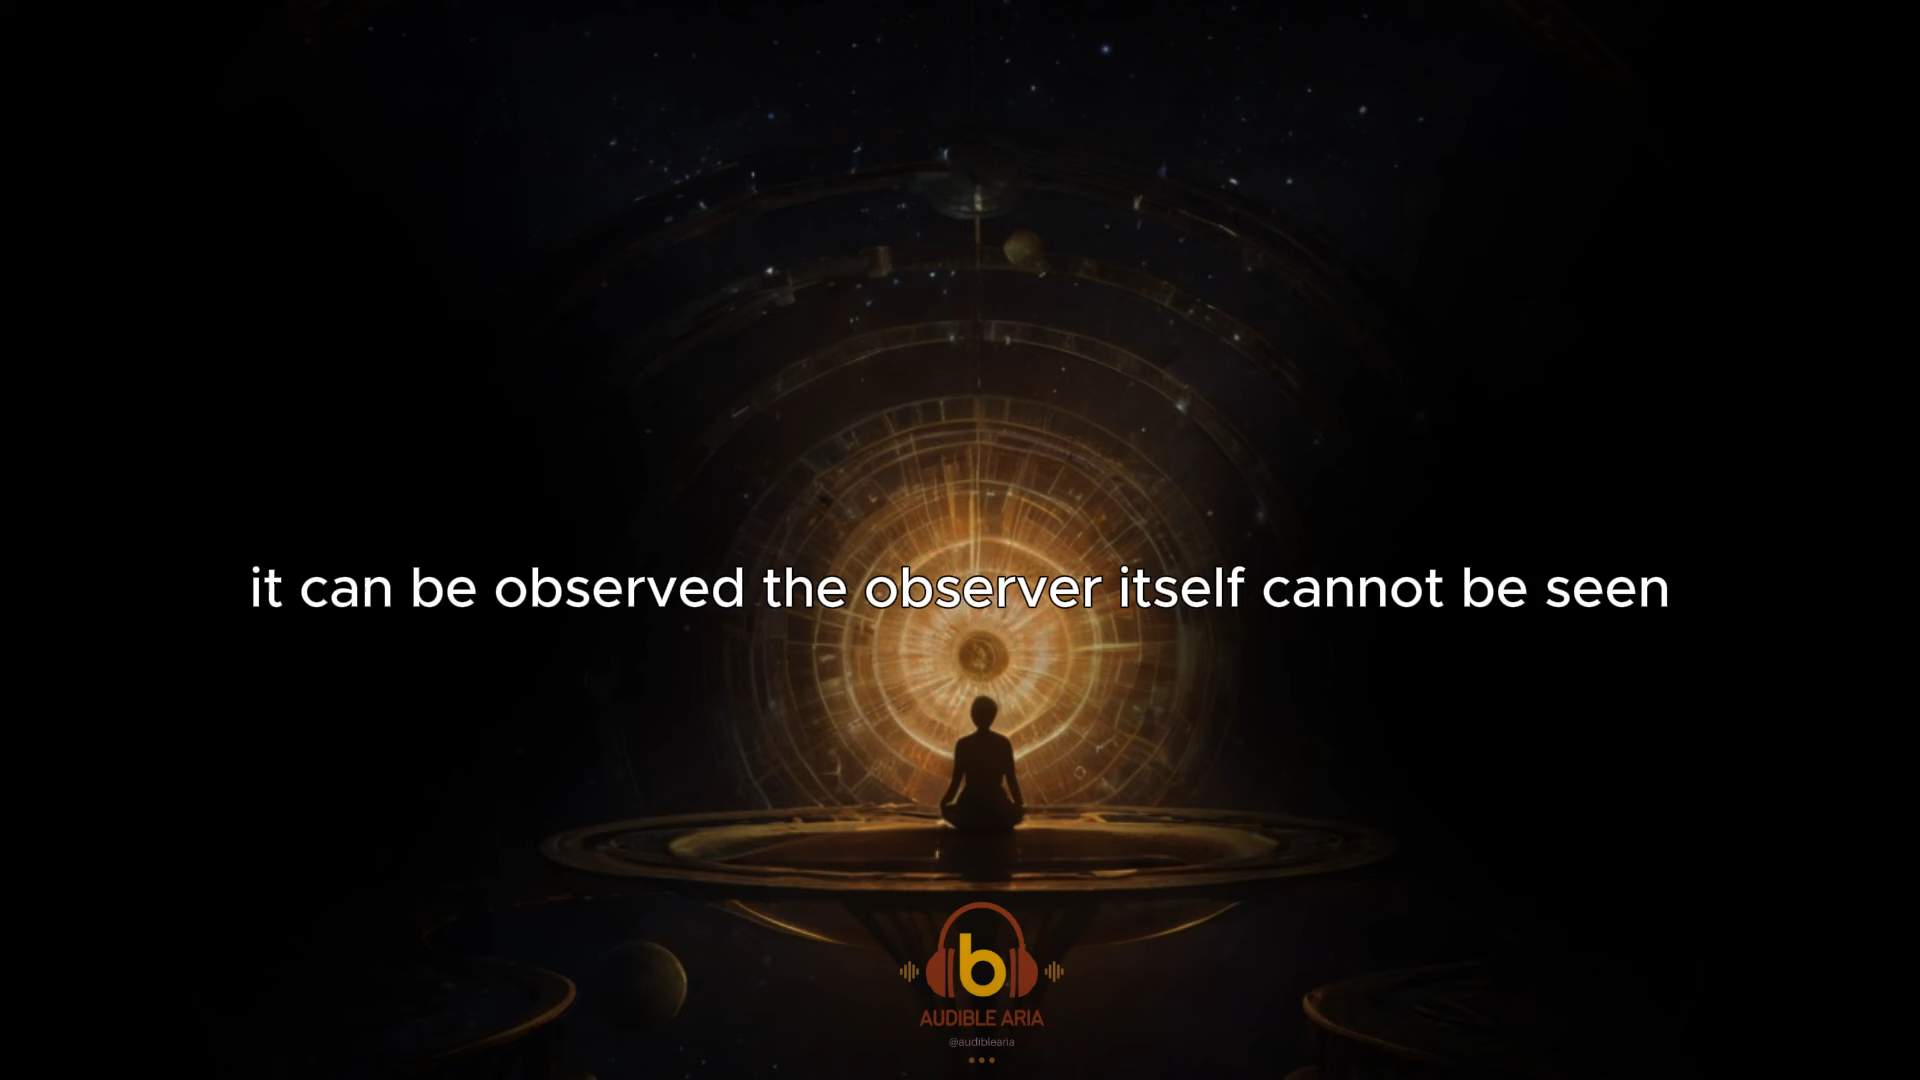 it can be observed the observer itself cannot be seen
b
AUDIBLE ARIA
@audiblearia